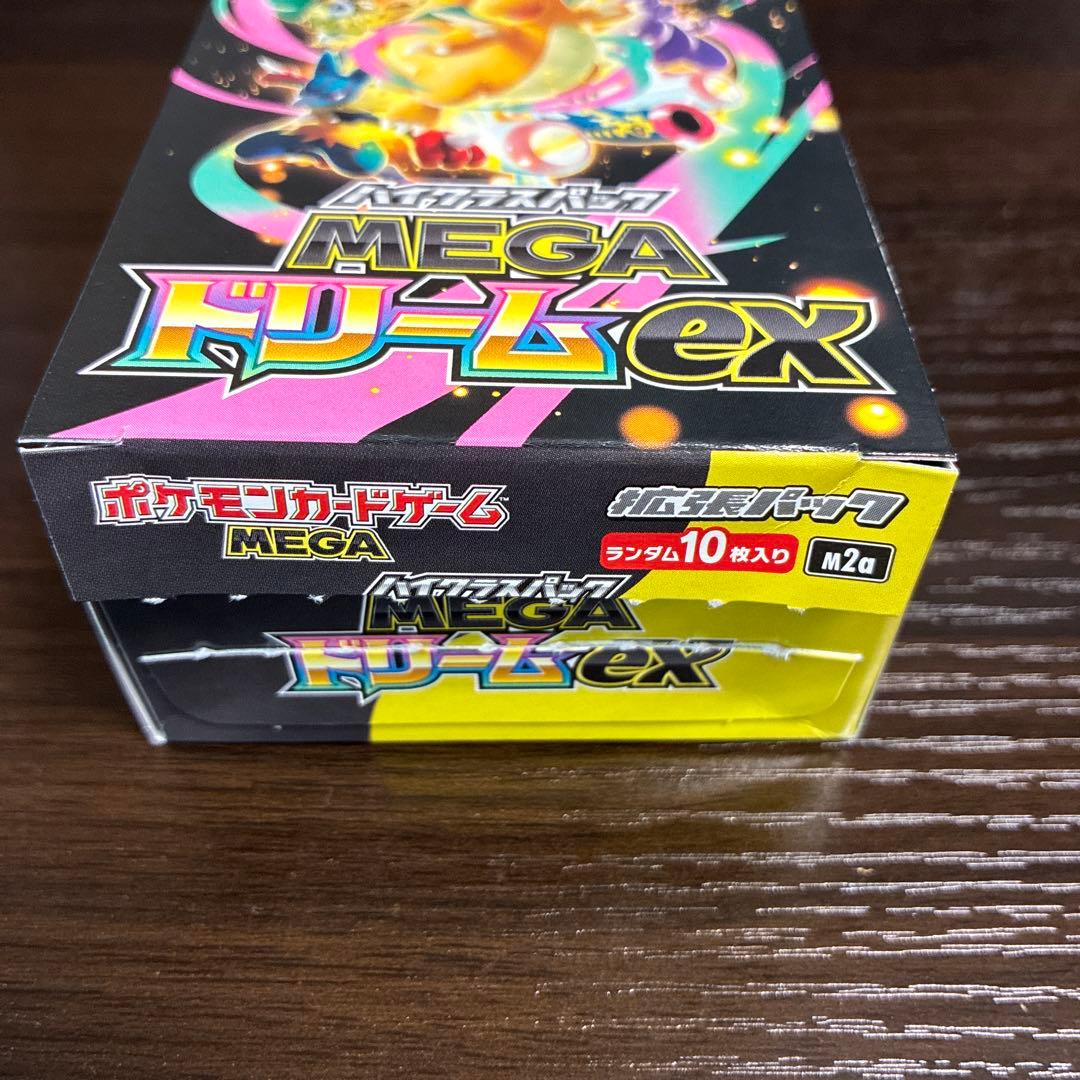 ハイクラスパック
MEGA
ドリームex
ポケモンカードゲーム™
MEGA
拡張パック
ランダム10枚入り
M2a
ハイクラスパック
MEGA
ドリームex